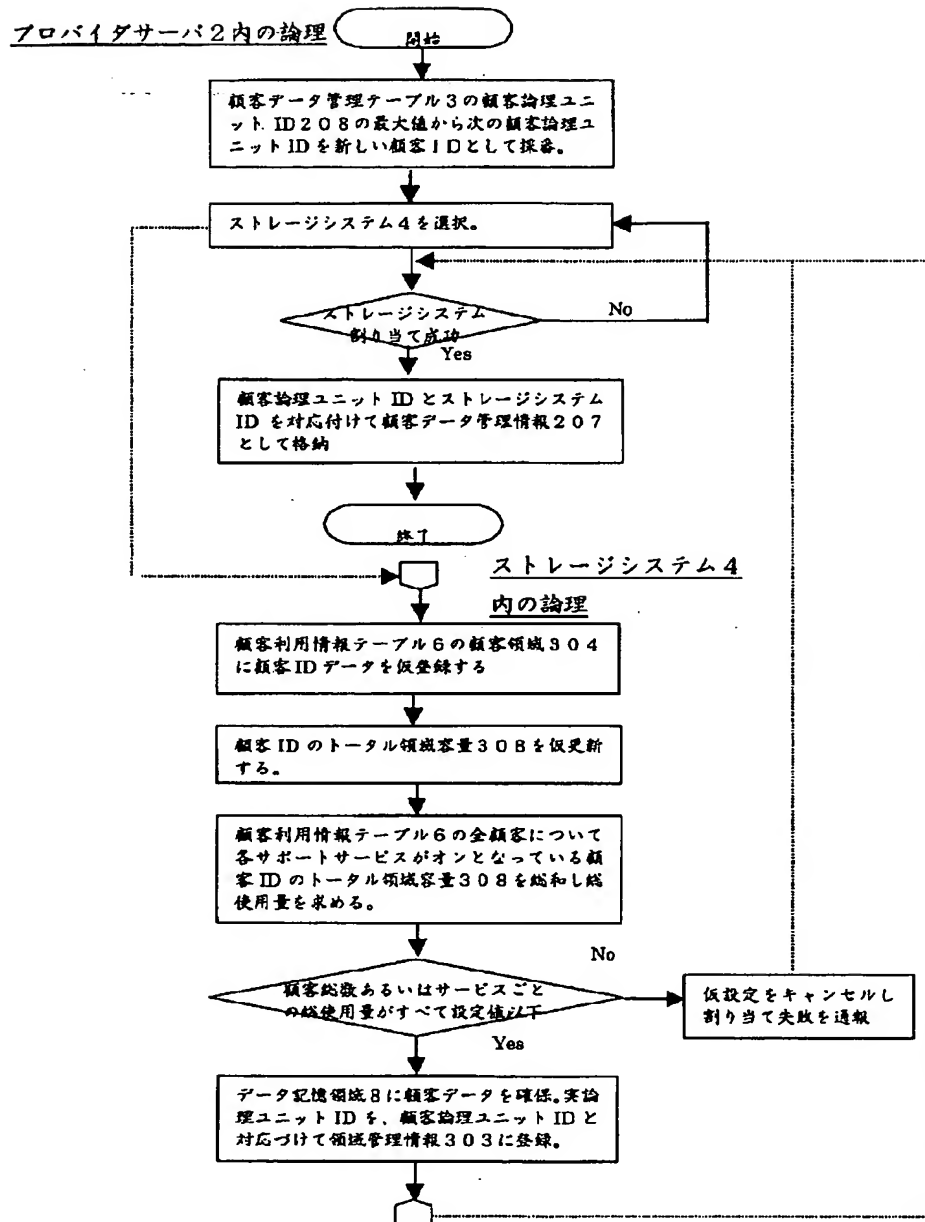 プロバイダサーバ2内の論理
開始
顧客データ管理テーブル3の顧客論理ユニ
ット ID208の最大値から次の顧客論理ユ
ニット IDを新しい顧客IDとして採番。
ストレージシステム4を選択。
ストレージシステム
割り当て成功
No
Yes
顧客論理ユニット IDとストレージシステム
IDを対応付けて顧客データ管理情報207
として格納
終了
ストレージシステム4
内の論理
顧客利用情報テーブル6の顧客領域304
に顧客IDデータを仮登録する
顧客IDのトータル領域容量308を仮更新
する。
顧客利用情報テーブル6の全顧客について
各サポートサービスがオンとなっている顧
客IDのトータル領域容量308を総和し総
使用量を求める。
No
顧客総数あるいはサービスごと
の総使用量がすべて設定値以下
仮設定をキャンセルし
割り当て失敗を通報
Yes
データ記憶領域8に顧客データを確保。実論
理ユニット IDを、顧客論理ユニット IDと
対応づけて領域管理情報303に登録。